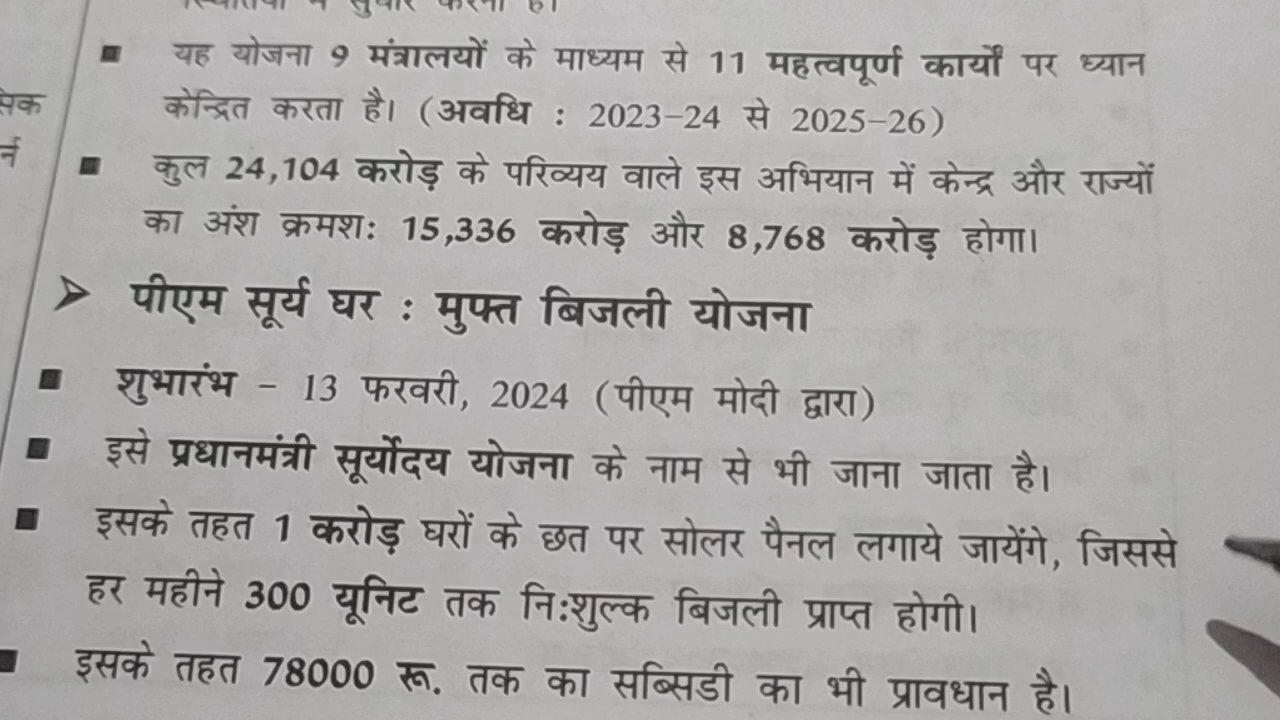 स्थितियों में सुधार करना है।
■ यह योजना 9 मंत्रालयों के माध्यम से 11 महत्वपूर्ण कार्यों पर ध्यान
केन्द्रित करता है। (अवधि : 2023–24 से 2025–26)
■ कुल 24,104 करोड़ के परिव्यय वाले इस अभियान में केन्द्र और राज्यों
का अंश क्रमश: 15,336 करोड़ और 8,768 करोड़ होगा।
➤ पीएम सूर्य घर : मुफ्त बिजली योजना
■ शुभारंभ – 13 फरवरी, 2024 (पीएम मोदी द्वारा)
■ इसे प्रधानमंत्री सूर्योदय योजना के नाम से भी जाना जाता है।
■ इसके तहत 1 करोड़ घरों के छत पर सोलर पैनल लगाये जायेंगे, जिससे
हर महीने 300 यूनिट तक नि:शुल्क बिजली प्राप्त होगी।
■ इसके तहत 78000 रू. तक का सब्सिडी का भी प्रावधान है।